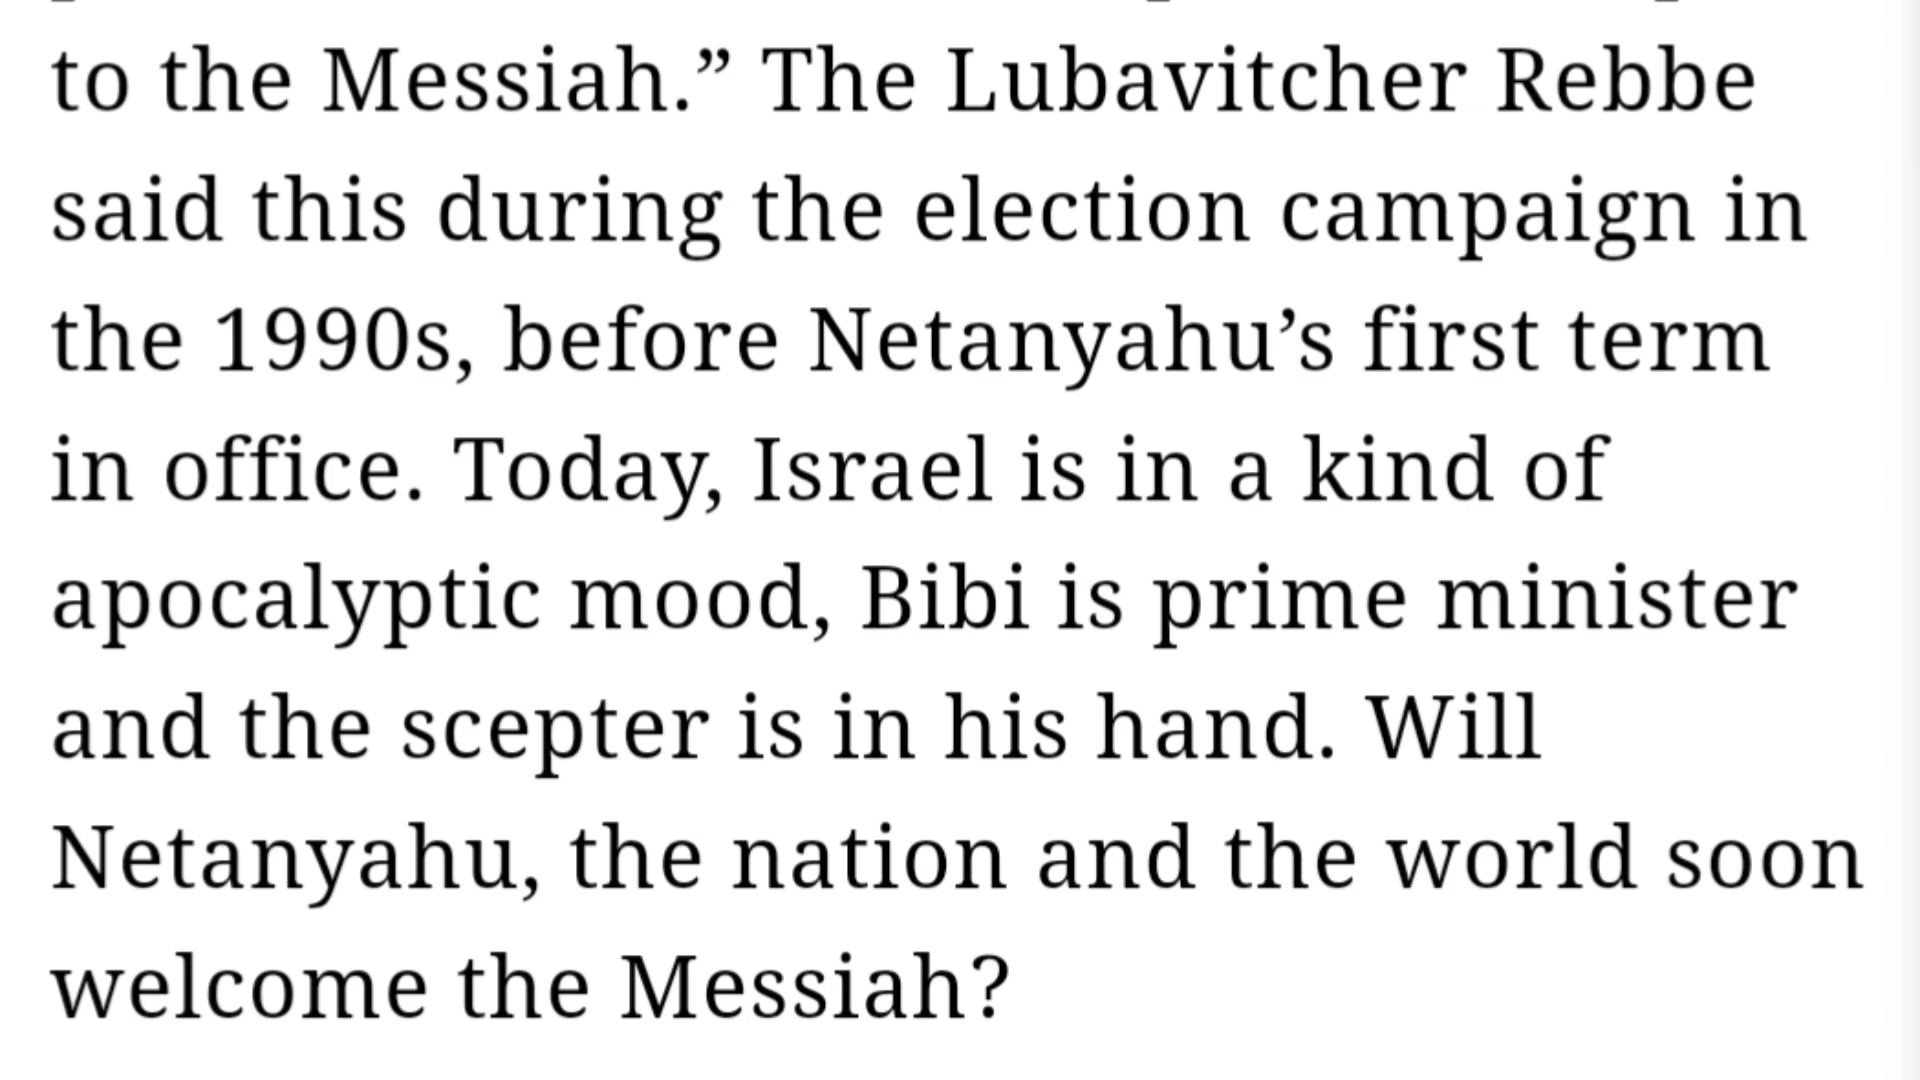 to the Messiah.” The Lubavitcher Rebbe
said this during the election campaign in
the 1990s, before Netanyahu’s first term
in office. Today, Israel is in a kind of
apocalyptic mood, Bibi is prime minister
and the scepter is in his hand. Will
Netanyahu, the nation and the world soon
welcome the Messiah?